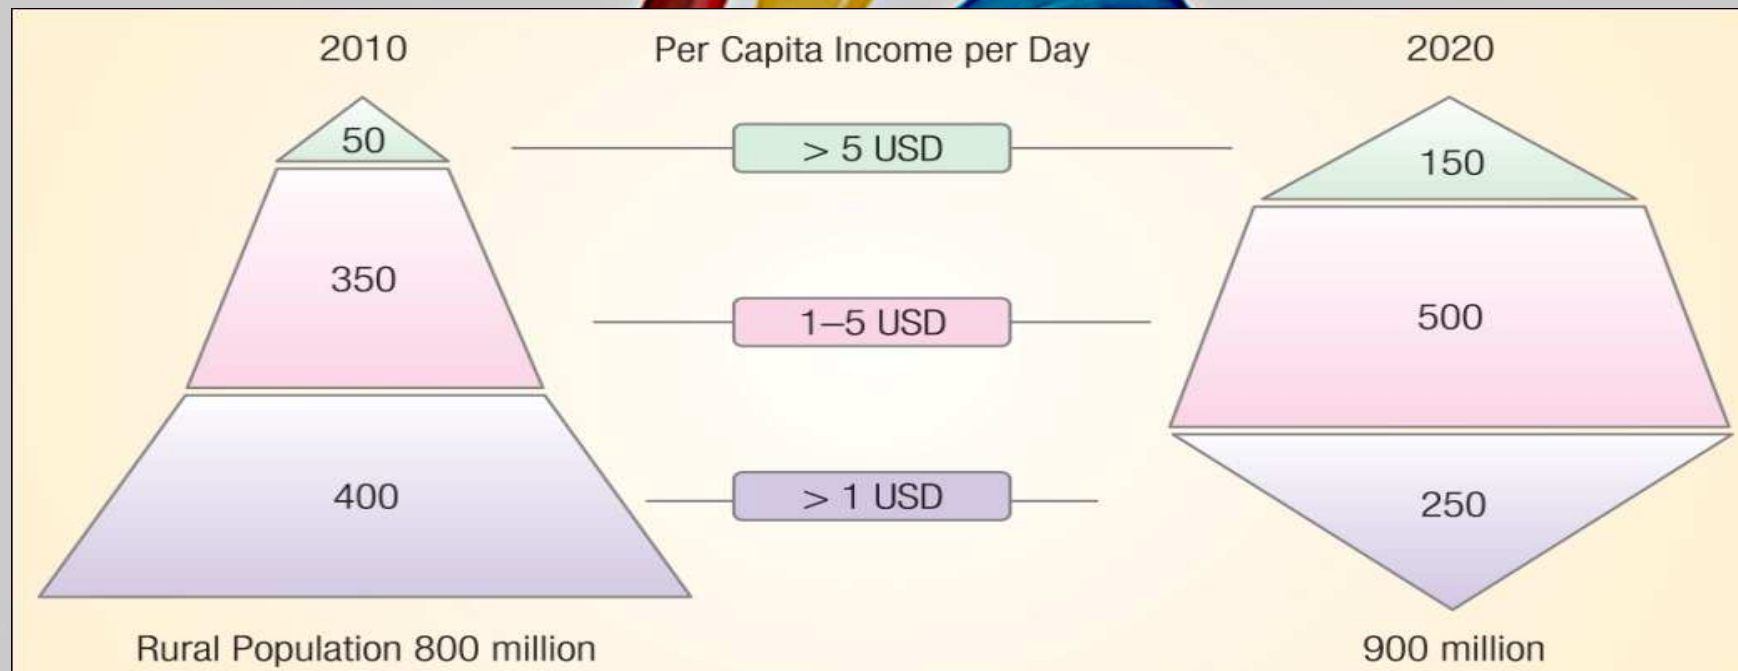 2010 Per Capita Income per Day 2020
50 > 5 USD 150
350 1–5 USD 500
400 > 1 USD 250
Rural Population 800 million 900 million